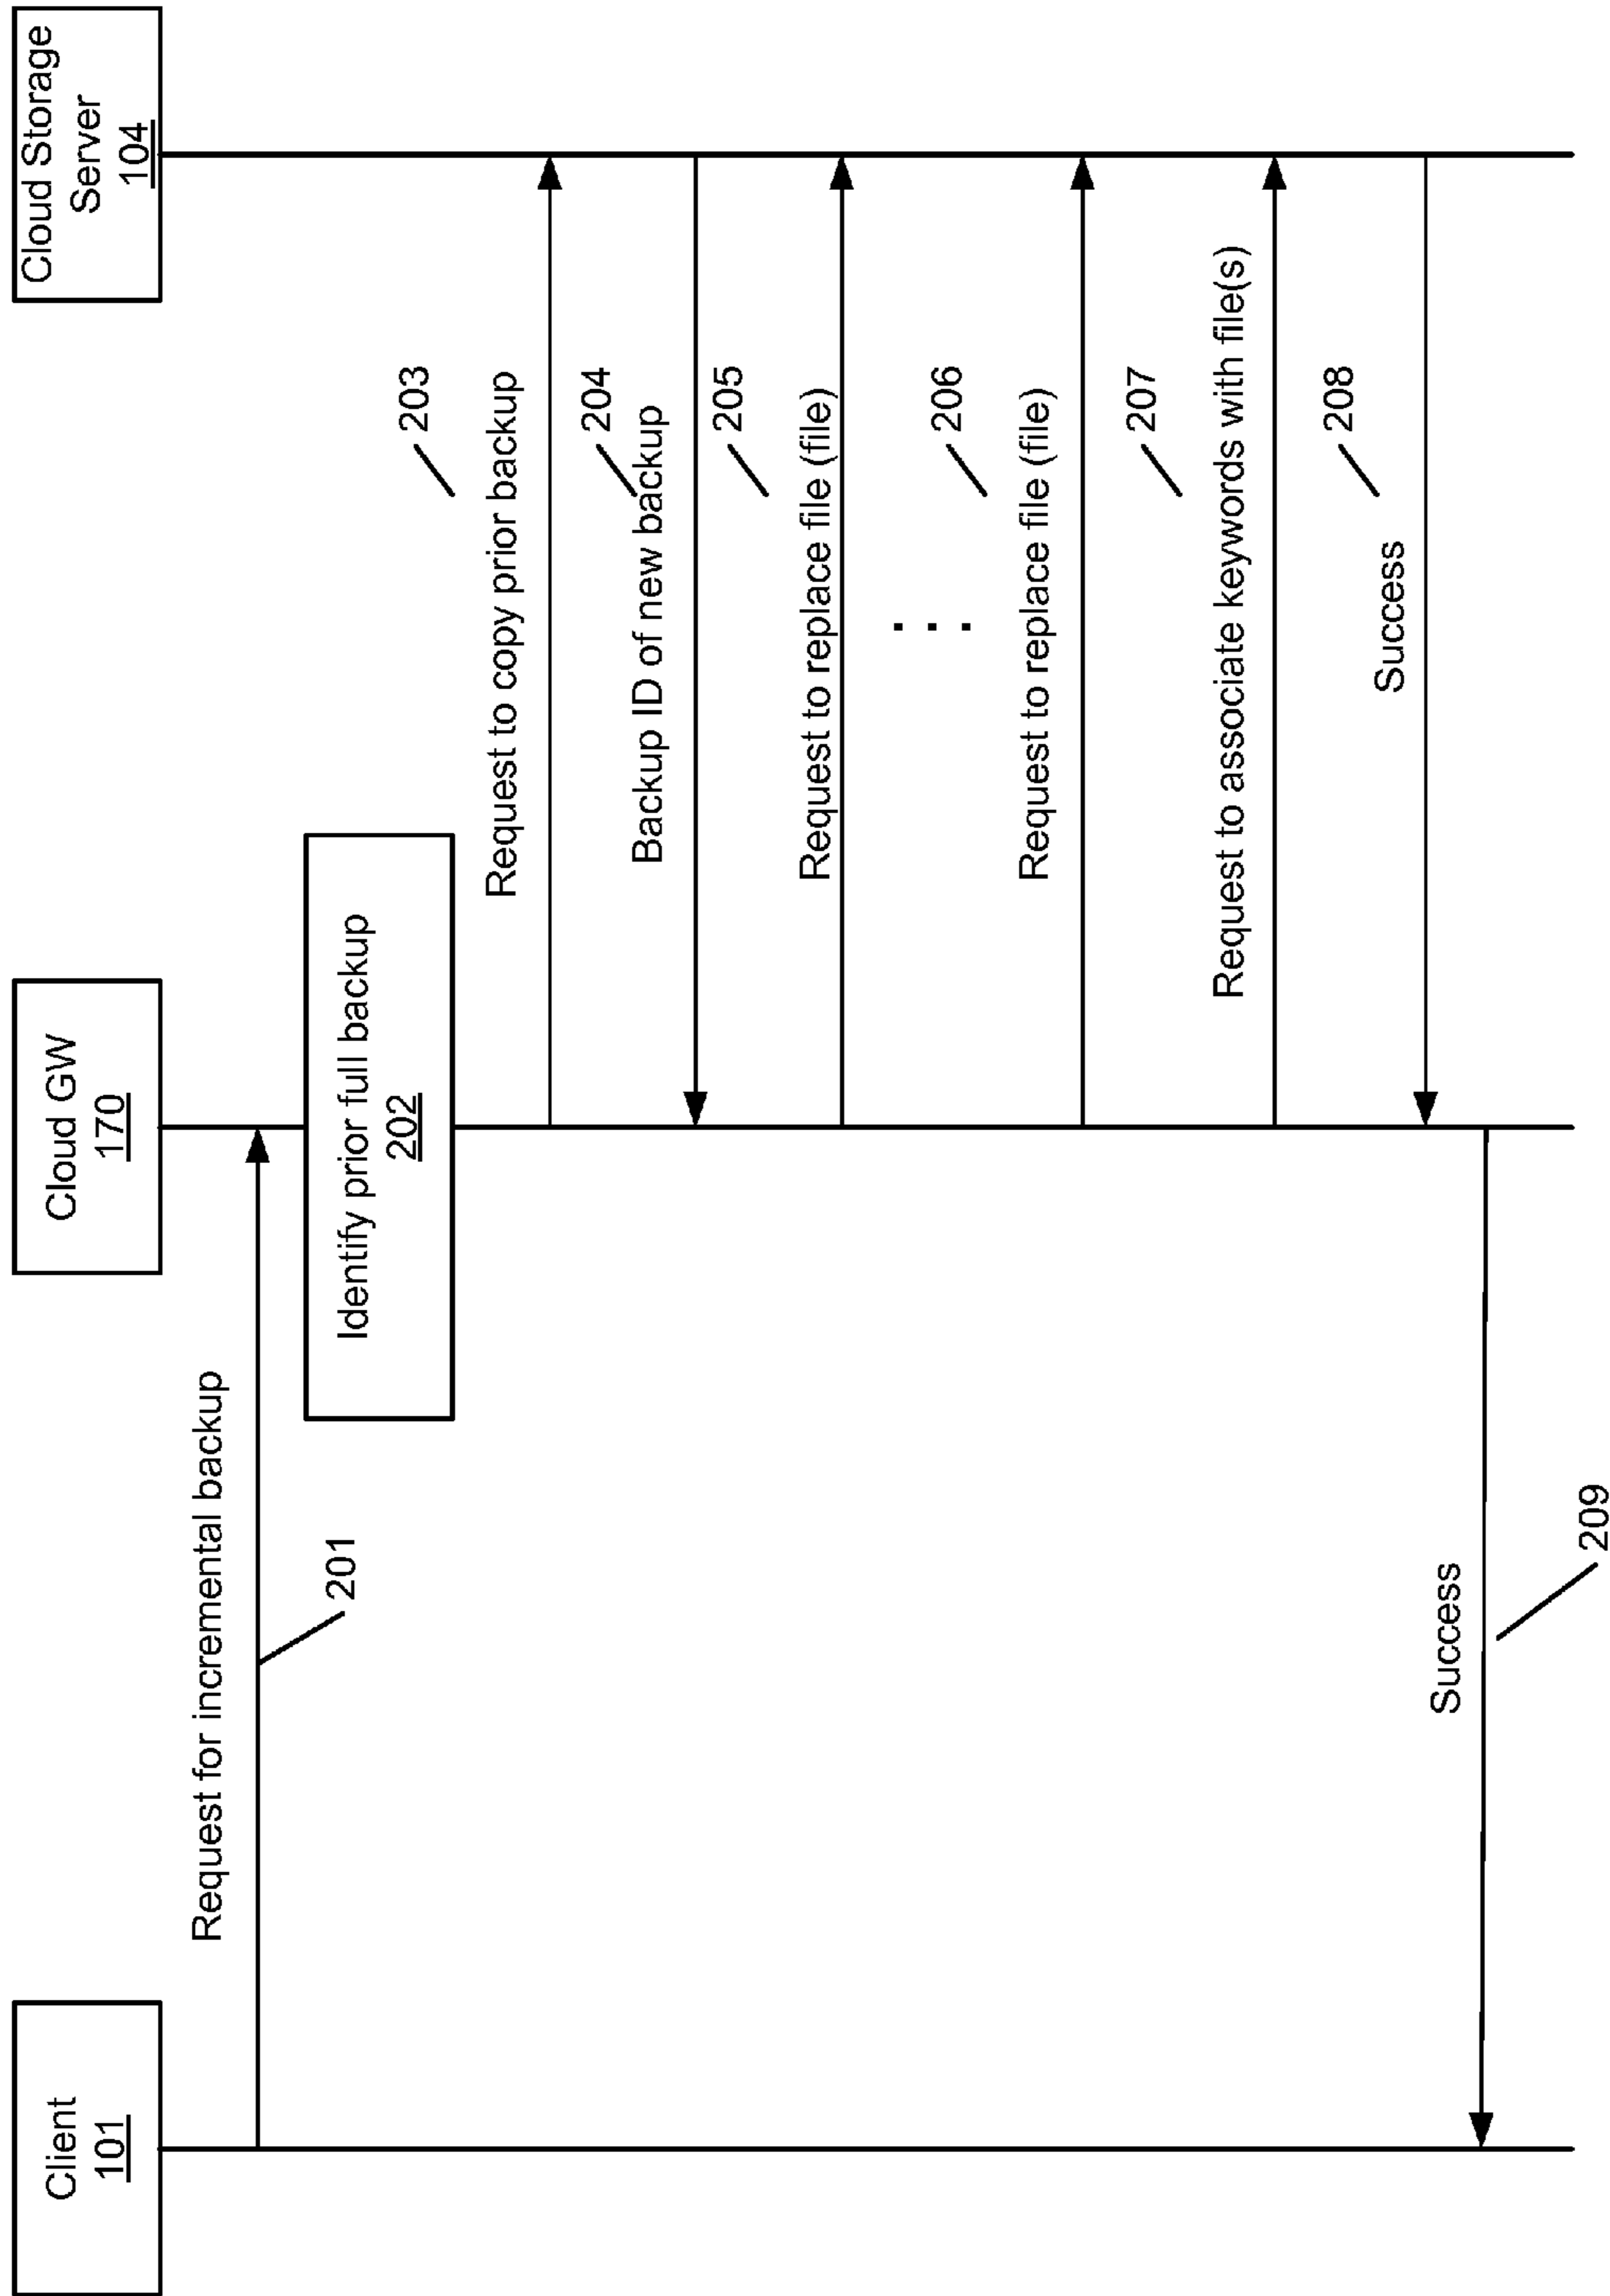 Client
101
Cloud GW
170
Cloud Storage
Server
104
Request for incremental backup
201
Identify prior full backup
202
203
Request to copy prior backup
204
Backup ID of new backup
205
Request to replace file (file)
. . .
206
Request to replace file (file)
207
Request to associate keywords with file(s)
208
Success
Success
209